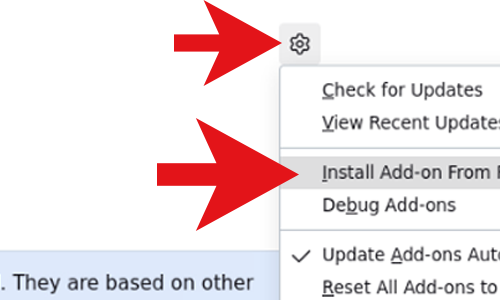 Check for Updates
View Recent Updates
Install Add-on From
Debug Add-ons
Update Add-ons
Reset All Add-ons to
. They are based on other